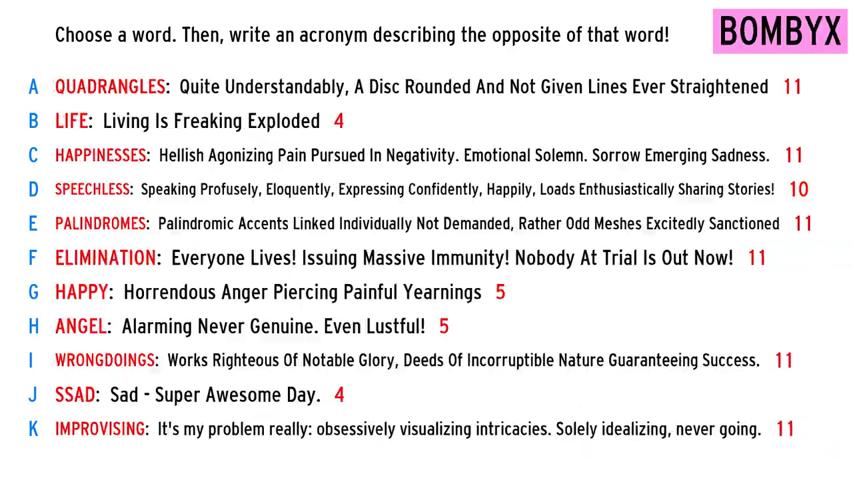 Choose a word. Then, write an acronym describing the opposite of that word!
BOMBYX
A QUADRANGLES: Quite Understandably, A Disc Rounded And Not Given Lines Ever Straightened 11
B LIFE: Living Is Freaking Exploded 4
C HAPPINESSES: Hellish Agonizing Pain Pursued In Negativity. Emotional Solemn. Sorrow Emerging Sadness. 11
D SPEECHLESS: Speaking Profusely, Eloquently, Expressing Confidently, Happily, Loads Enthusiastically Sharing Stories! 10
E PALINDROMES: Palindromic Accents Linked Individually Not Demanded, Rather Odd Meshes Excitedly Sanctioned 11
F ELIMINATION: Everyone Lives! Issuing Massive Immunity! Nobody At Trial Is Out Now! 11
G HAPPY: Horrendous Anger Piercing Painful Yearnings 5
H ANGEL: Alarming Never Genuine. Even Lustful! 5
I WRONGDOINGS: Works Righteous Of Notable Glory, Deeds Of Incorruptible Nature Guaranteeing Success. 11
J SSAD: Sad - Super Awesome Day. 4
K IMPROVISING: It's my problem really: obsessively visualizing intricacies. Solely idealizing, never going. 11